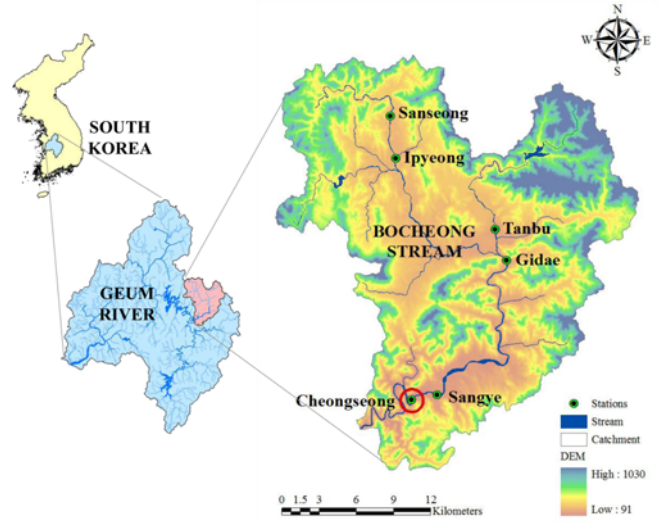 N
W E
S
SOUTH
KOREA
Sanseong
Ipyeong
BOCHEONG
STREAM
Tanbu
Gidae
GEUM
RIVER
Cheongseong
Sangye
Stations
Stream
Catchment
DEM
High : 1030
Low : 91
0 1.5 3 6 9 12
Kilometers